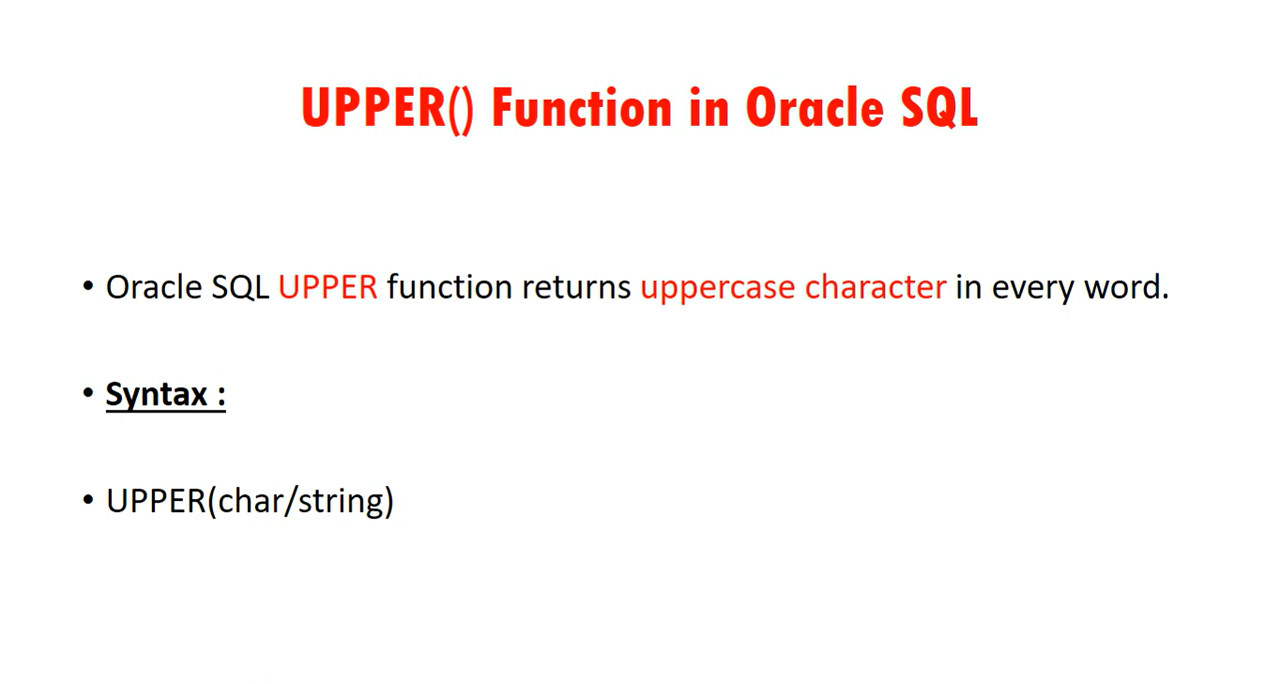 UPPER() Function in Oracle SQL
• Oracle SQL UPPER function returns uppercase character in every word.
• Syntax :
• UPPER(char/string)